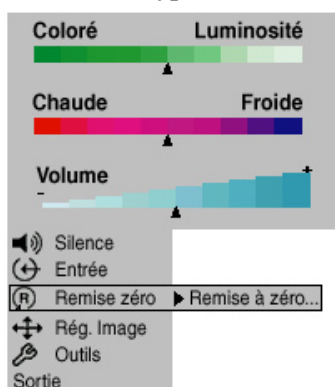 Coloré Luminosité
Chaude Froide
Volume
- +
Silence
Entrée
R Remise zéro ▶ Remise à zéro...
Rég. Image
Outils
Sortie